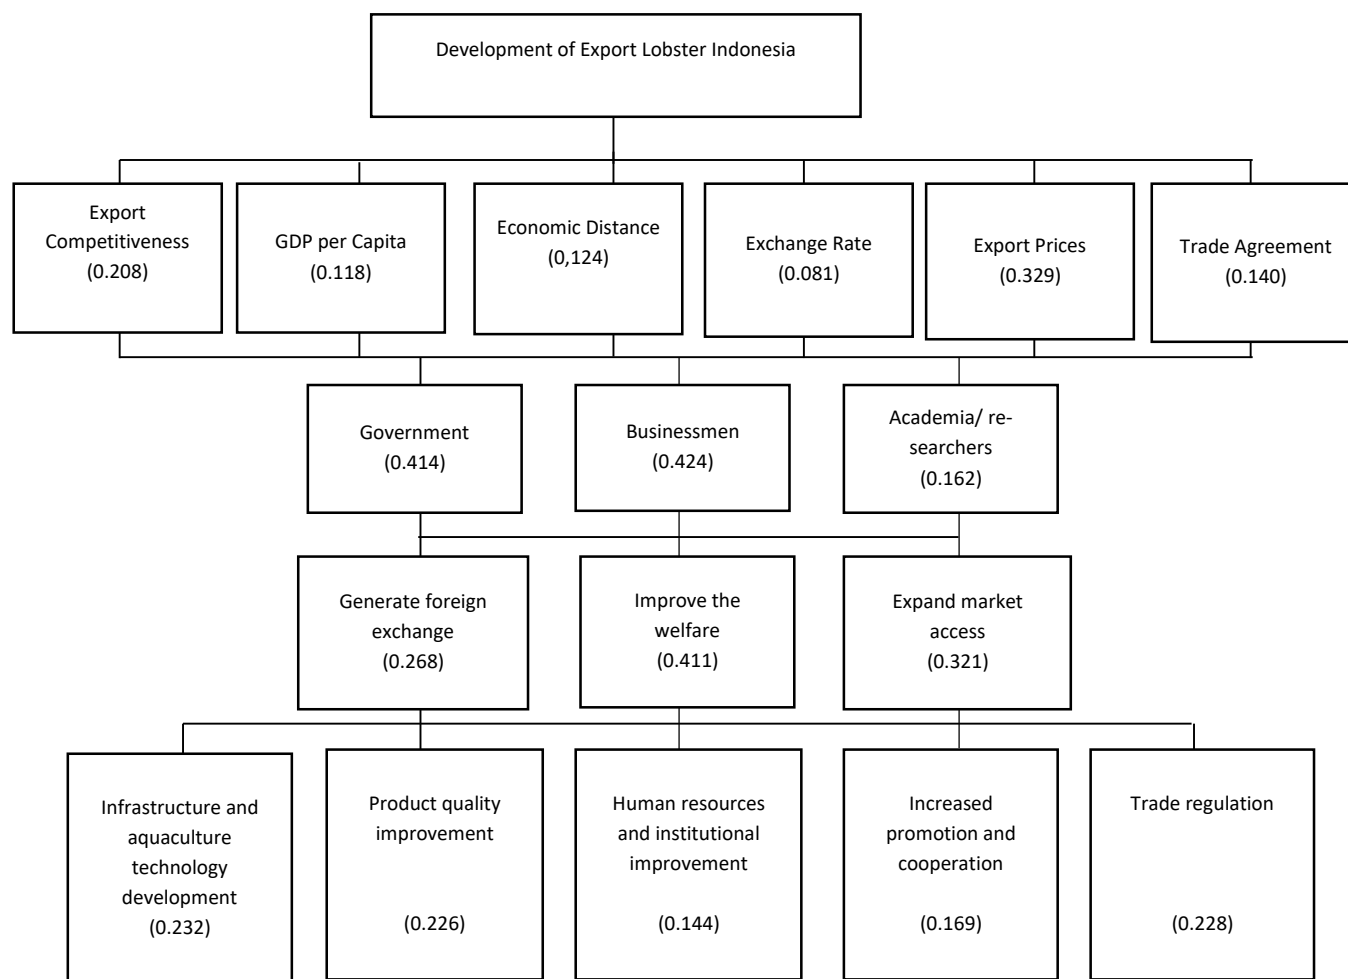 Development of Export Lobster Indonesia
Export
Competitiveness
(0.208)
GDP per Capita
(0.118)
Economic Distance
(0,124)
Exchange Rate
(0.081)
Export Prices
(0.329)
Trade Agreement
(0.140)
Government
(0.414)
Businessmen
(0.424)
Academia/ re-
searchers
(0.162)
Generate foreign
exchange
(0.268)
Improve the
welfare
(0.411)
Expand market
access
(0.321)
Infrastructure and
aquaculture
technology
development
(0.232)
Product quality
improvement
(0.226)
Human resources
and institutional
improvement
(0.144)
Increased
promotion and
cooperation
(0.169)
Trade regulation
(0.228)